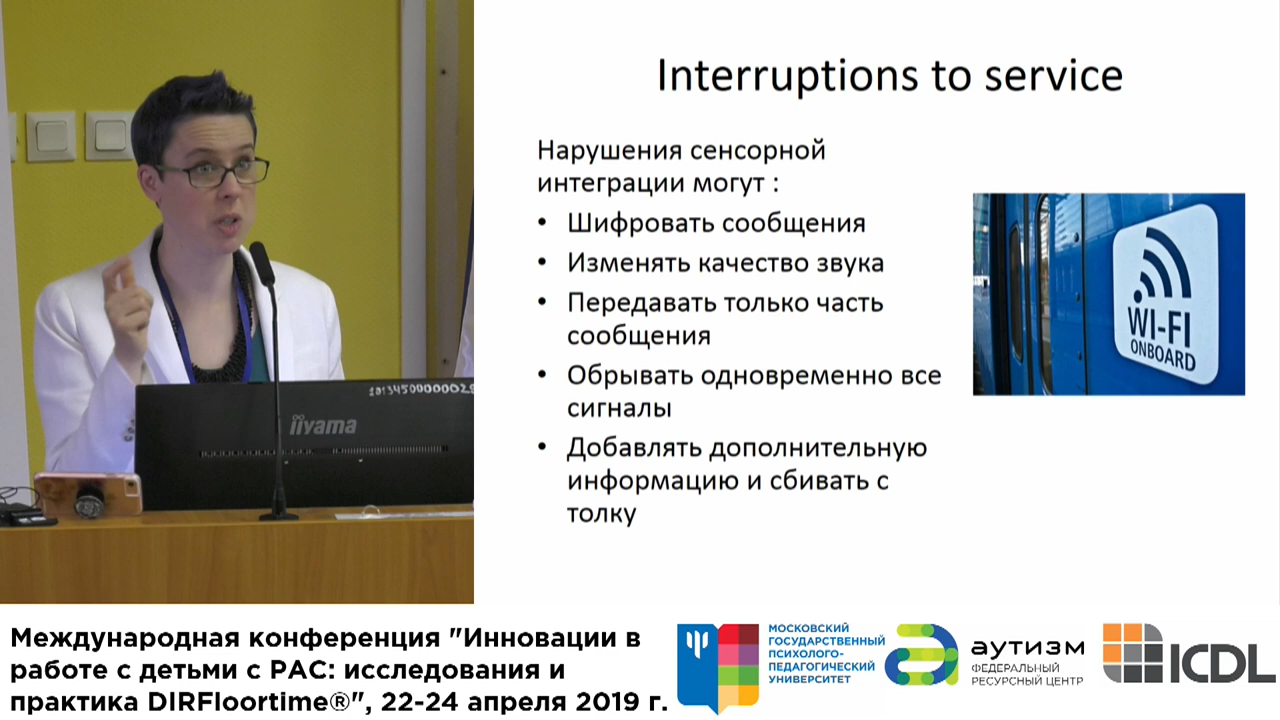 Interruptions to service
Нарушения сенсорной
интеграции могут :
• Шифровать сообщения
• Изменять качество звука
• Передавать только часть
сообщения
• Обрывать одновременно все
сигналы
• Добавлять дополнительную
информацию и сбивать с
толку
WI-FI
ONBOARD
iiyama
Международная конференция "Инновации в
работе с детьми с РАС: исследования и
практика DIRFloortime®", 22-24 апреля 2019 г.
МОСКОВСКИЙ
ГОСУДАРСТВЕННЫЙ
ПСИХОЛОГО-
ПЕДАГОГИЧЕСКИЙ
УНИВЕРСИТЕТ
аутизм
ФЕДЕРАЛЬНЫЙ
РЕСУРСНЫЙ ЦЕНТР
ICDL